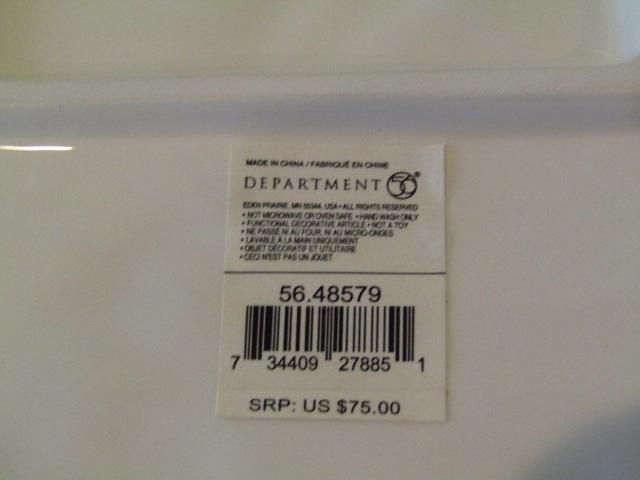 MADE IN CHINA / FABRIQUÉ EN CHINE
DEPARTMENT 56®
EDEN PRAIRIE, MN 55344, USA • ALL RIGHTS RESERVED
• NOT MICROWAVE OR OVEN SAFE • HAND WASH ONLY
• FUNCTIONAL DECORATIVE ARTICLE • NOT A TOY
• NE PASSE NI AU FOUR, NI AU MICRO-ONDES
• LAVABLE À LA MAIN UNIQUEMENT
• OBJET DÉCORATIF ET UTILITAIRE
• CECI N'EST PAS UN JOUET
56.48579
7 34409 27885 1
SRP: US $75.00